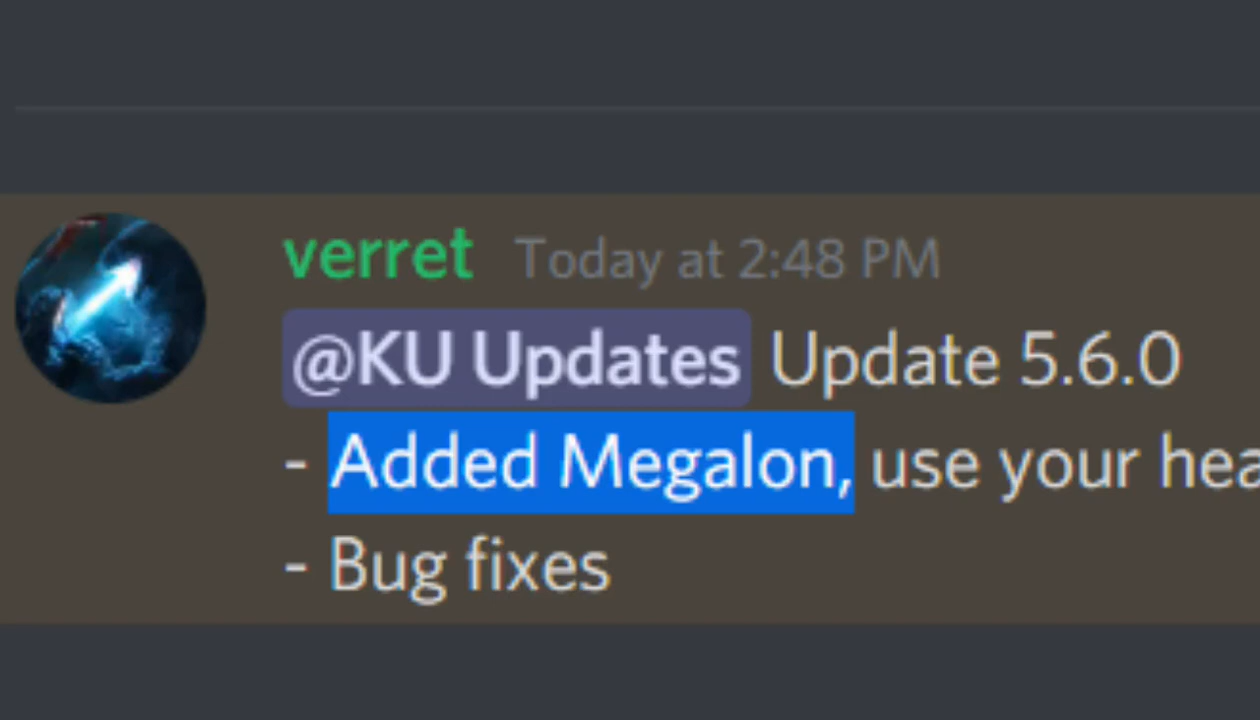 verret Today at 2:48 PM
@KU Updates Update 5.6.0
- Added Megalon, use your hea
- Bug fixes